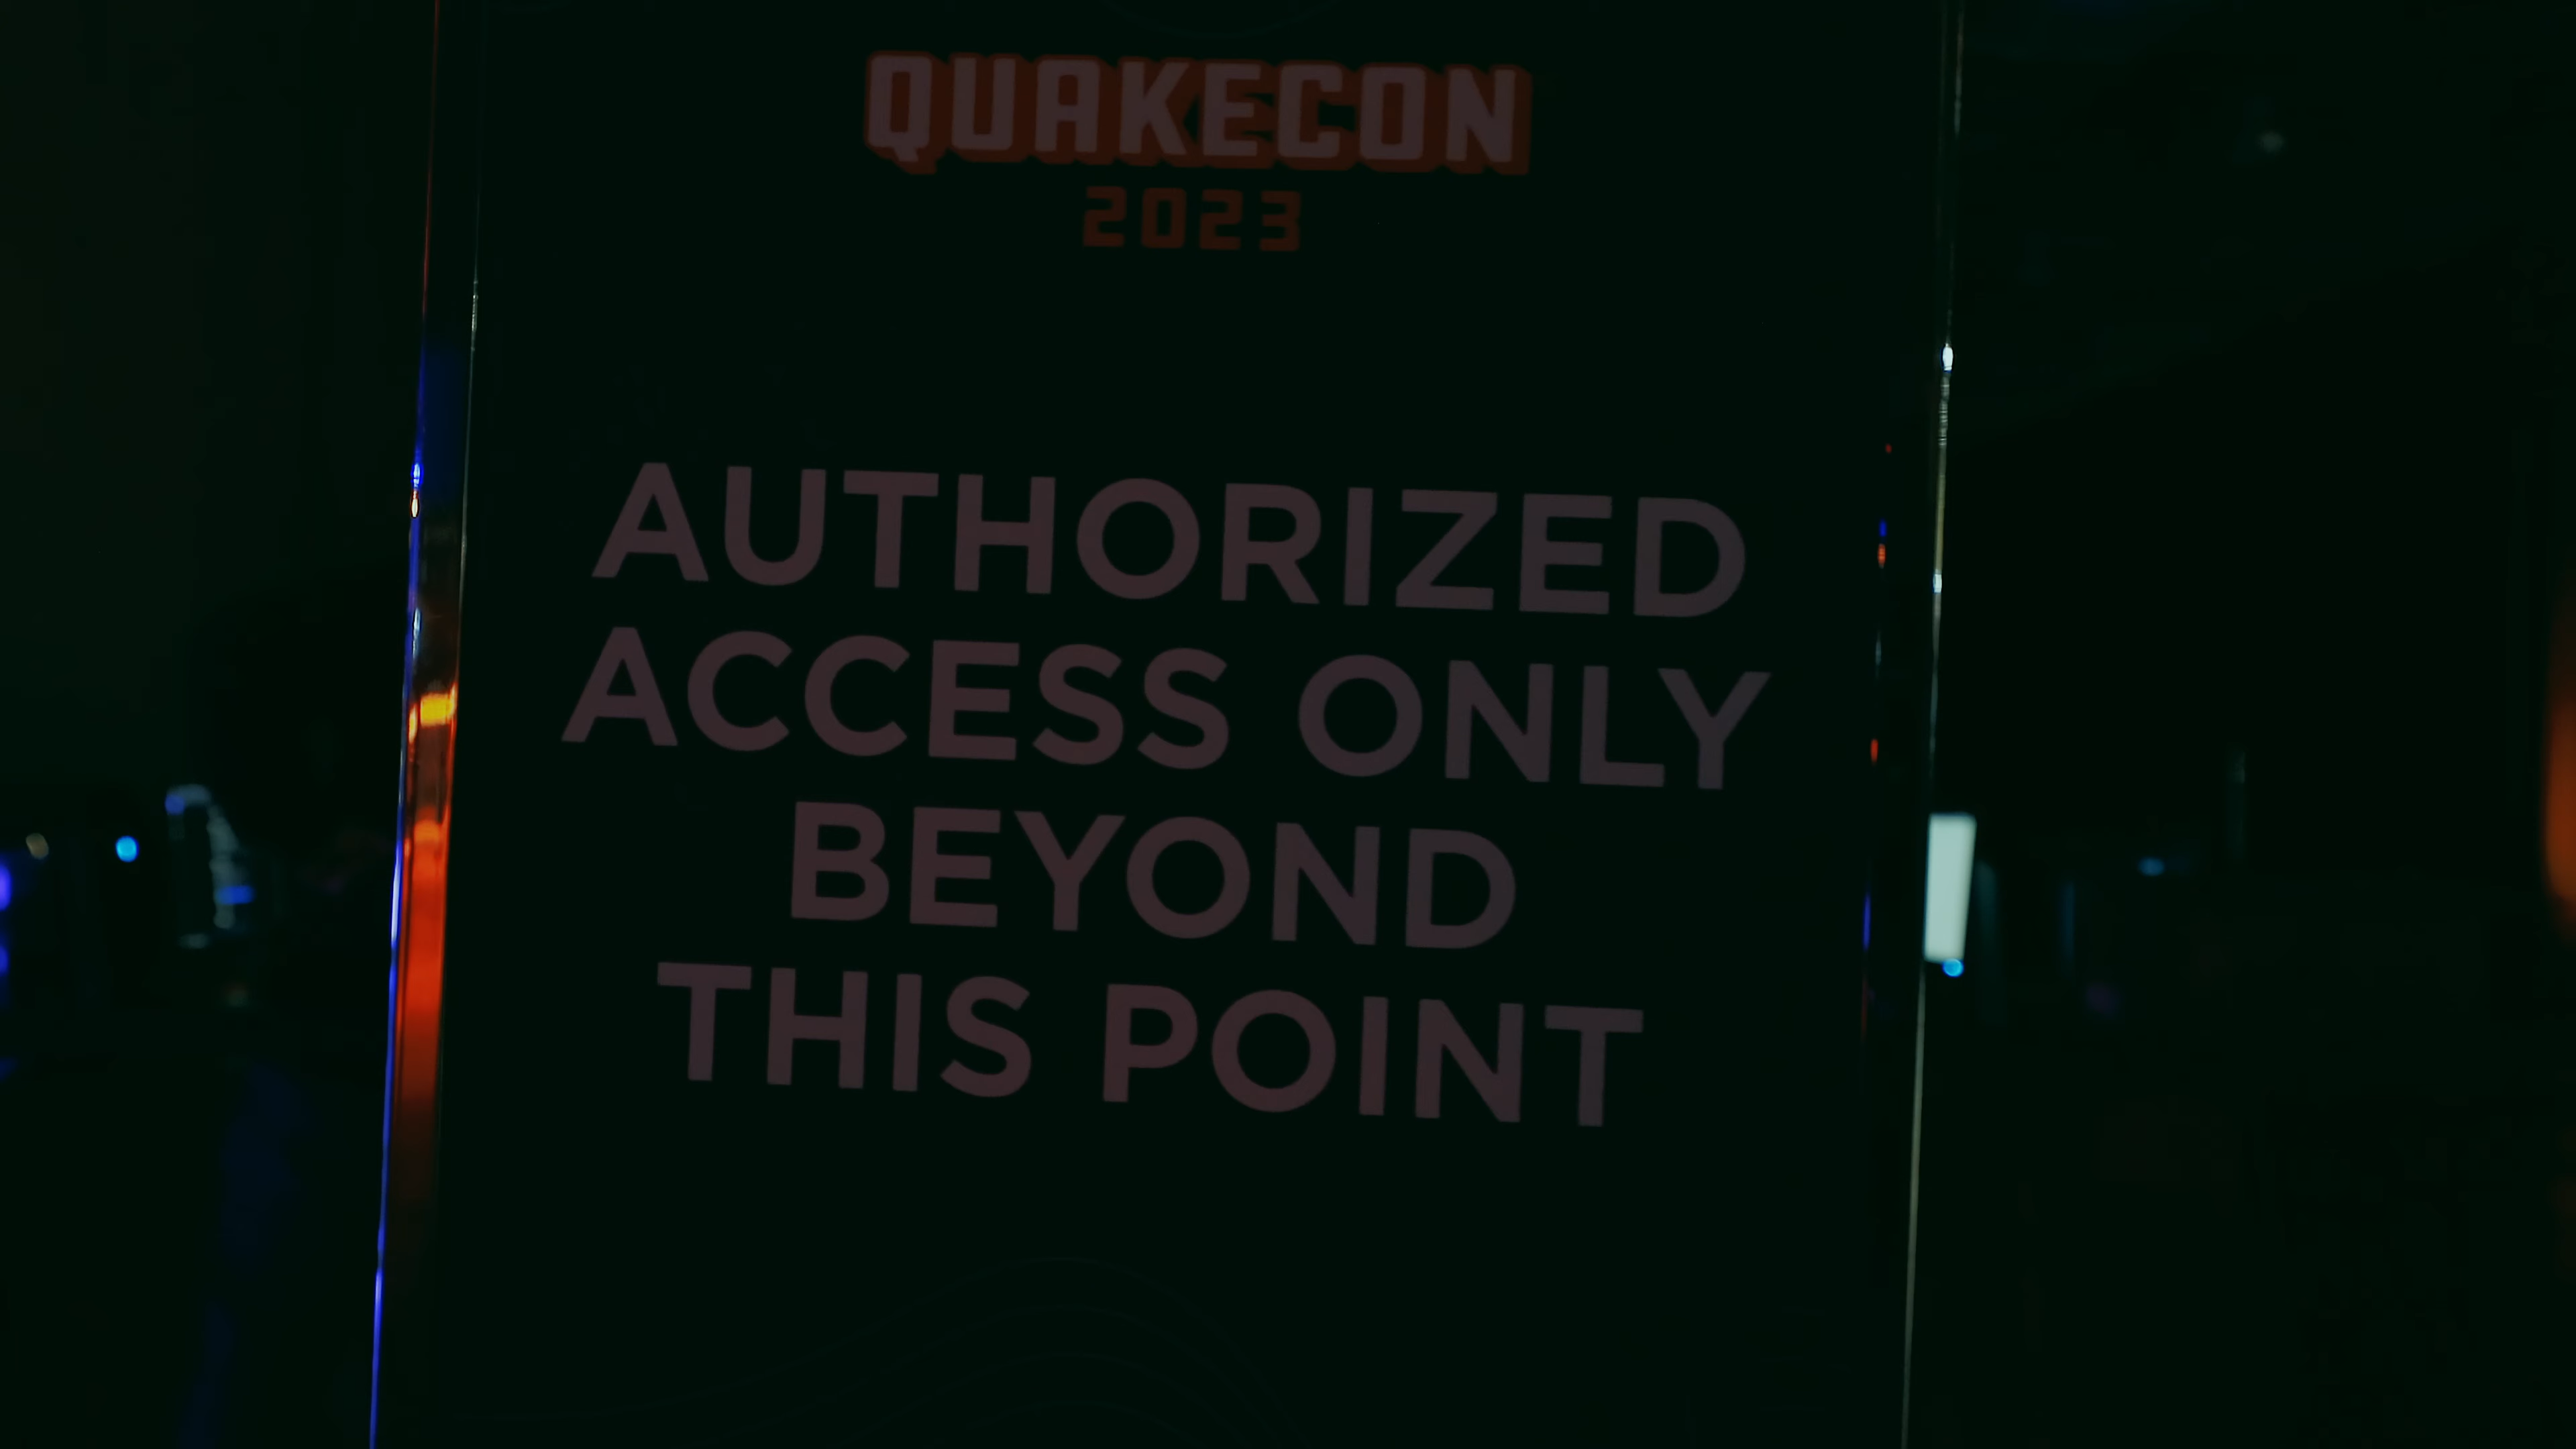 QUAKECON
2023
AUTHORIZED
ACCESS ONLY
BEYOND
THIS POINT